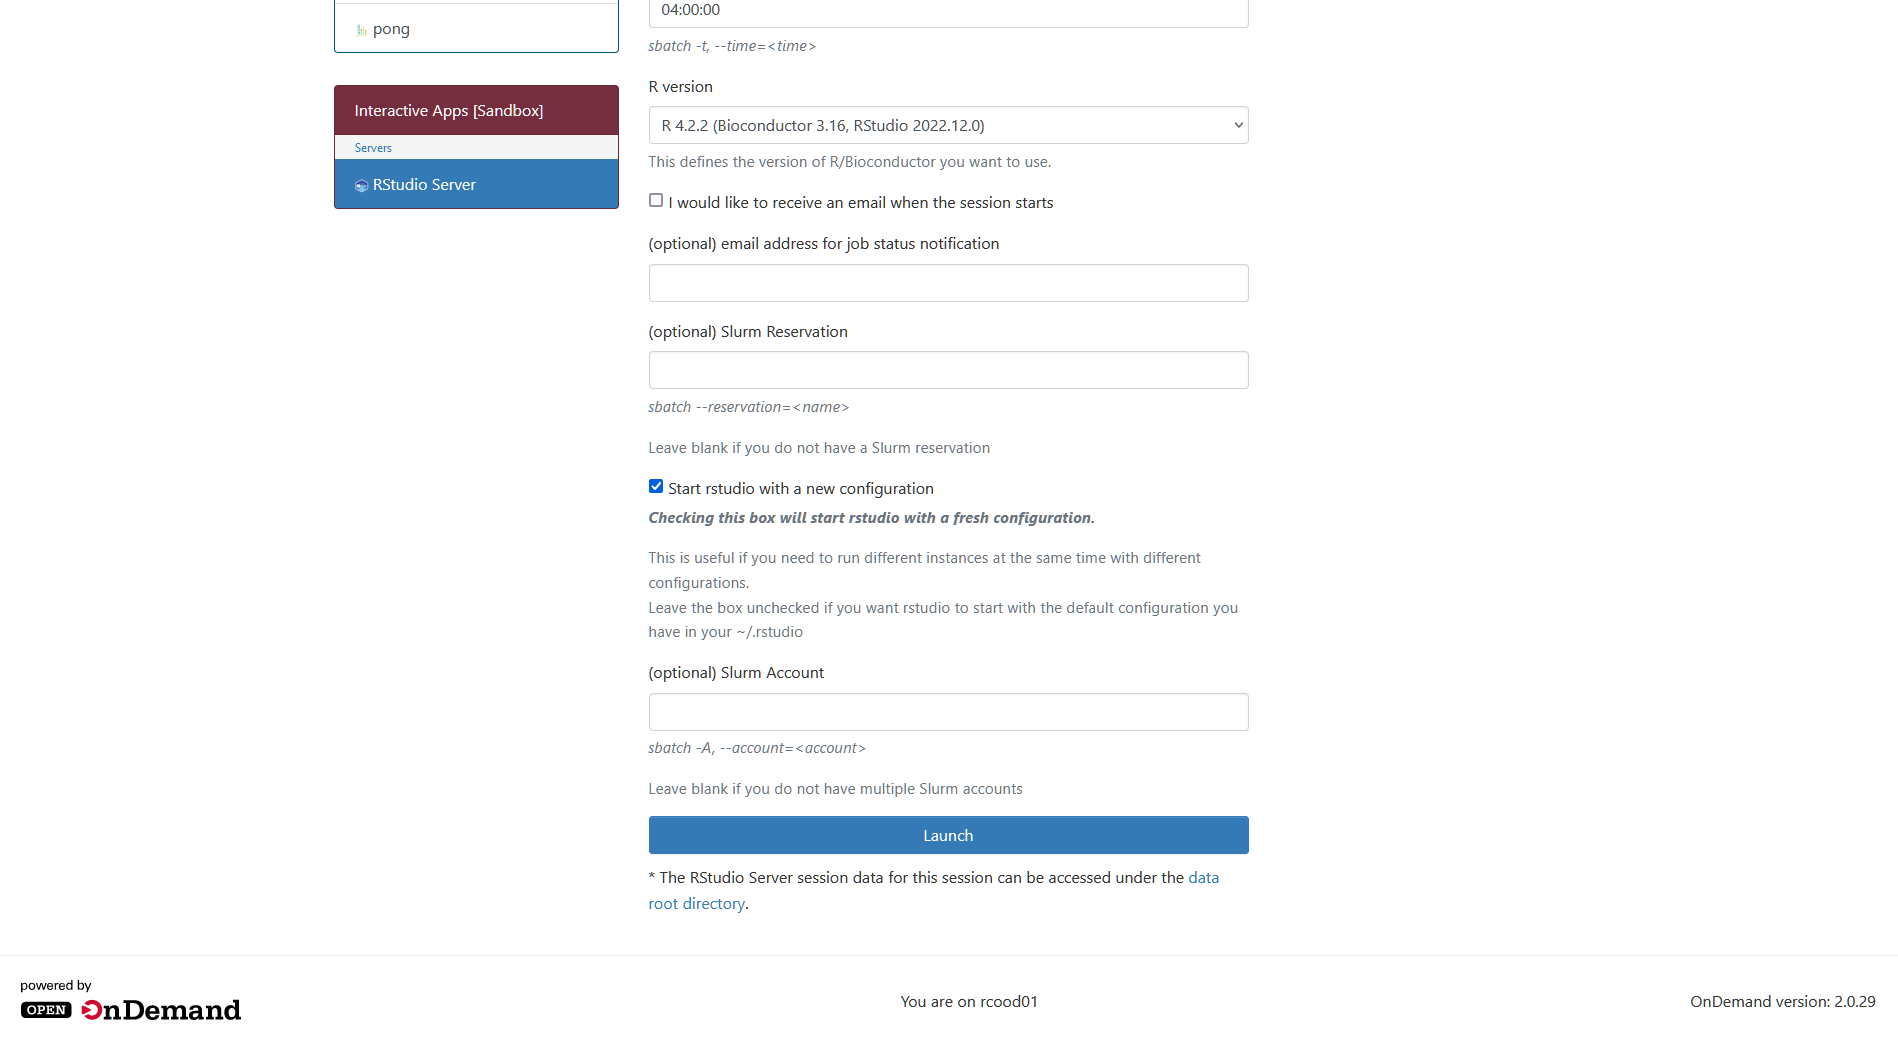 pong
Interactive Apps [Sandbox]
Servers
RStudio Server
04:00:00
sbatch -t, --time=<time>
R version
R 4.2.2 (Bioconductor 3.16, RStudio 2022.12.0)
This defines the version of R/Bioconductor you want to use.
I would like to receive an email when the session starts
(optional) email address for job status notification
(optional) Slurm Reservation
sbatch --reservation=<name>
Leave blank if you do not have a Slurm reservation
Start rstudio with a new configuration
Checking this box will start rstudio with a fresh configuration.
This is useful if you need to run different instances at the same time with different
configurations.
Leave the box unchecked if you want rstudio to start with the default configuration you
have in your ~/.rstudio
(optional) Slurm Account
sbatch -A, --account=<account>
Leave blank if you do not have multiple Slurm accounts
Launch
* The RStudio Server session data for this session can be accessed under the data
root directory.
powered by
OPEN OnDemand
You are on rcood01
OnDemand version: 2.0.29